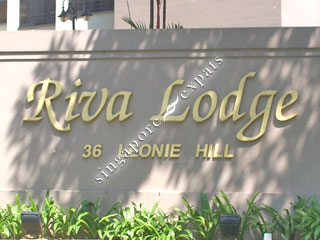 Riva Lodge
36 LEONIE HILL
singapore expats